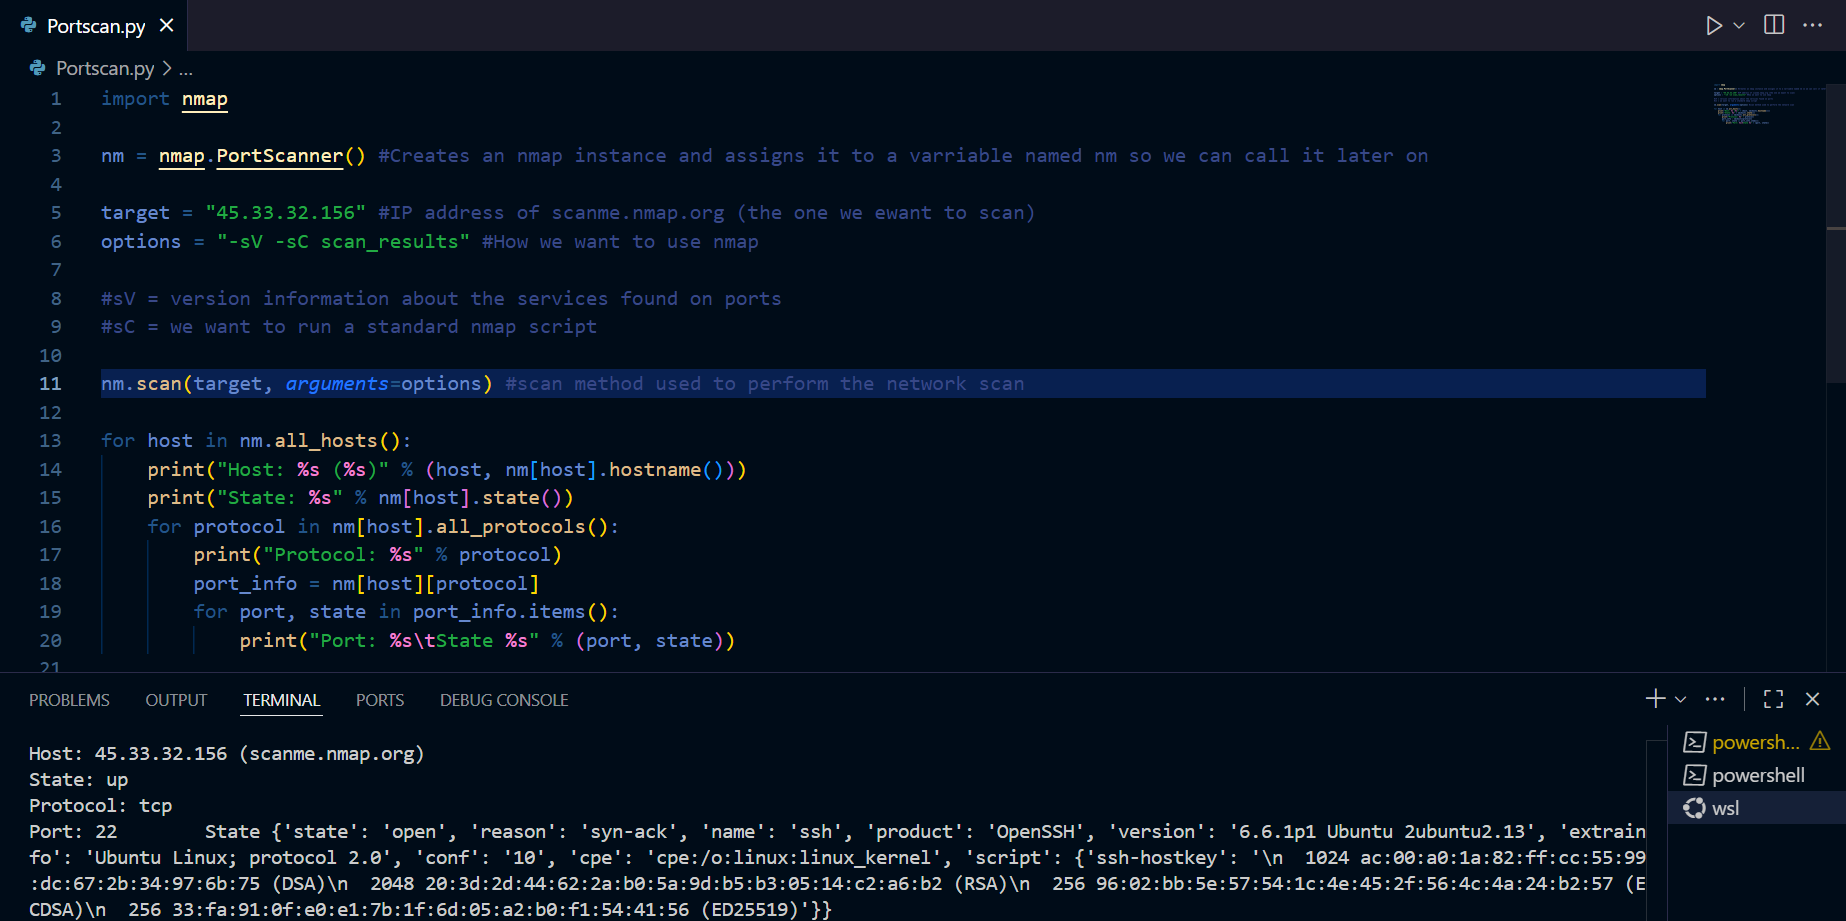 Portscan.py
Portscan.py > ...
1 import nmap
2
3 nm = nmap.PortScanner() #Creates an nmap instance and assigns it to a varriable named nm so we can call it later on
4
5 target = "45.33.32.156" #IP address of scanme.nmap.org (the one we ewant to scan)
6 options = "-sV -sC scan_results" #How we want to use nmap
7
8 #sV = version information about the services found on ports
9 #sC = we want to run a standard nmap script
10
11 nm.scan(target, arguments=options) #scan method used to perform the network scan
12
13 for host in nm.all_hosts():
14     print("Host: %s (%s)" % (host, nm[host].hostname()))
15     print("State: %s" % nm[host].state())
16     for protocol in nm[host].all_protocols():
17         print("Protocol: %s" % protocol)
18         port_info = nm[host][protocol]
19         for port, state in port_info.items():
20             print("Port: %s\tState %s" % (port, state))
21
PROBLEMS OUTPUT TERMINAL PORTS DEBUG CONSOLE
Host: 45.33.32.156 (scanme.nmap.org)
State: up
Protocol: tcp
Port: 22        State {'state': 'open', 'reason': 'syn-ack', 'name': 'ssh', 'product': 'OpenSSH', 'version': '6.6.1p1 Ubuntu 2ubuntu2.13', 'extrain
fo': 'Ubuntu Linux; protocol 2.0', 'conf': '10', 'cpe': 'cpe:/o:linux:linux_kernel', 'script': {'ssh-hostkey': '\n  1024 ac:00:a0:1a:82:ff:cc:55:99
:dc:67:2b:34:97:6b:75 (DSA)\n  2048 20:3d:2d:44:62:2a:b0:5a:9d:b5:b3:05:14:c2:a6:b2 (RSA)\n  256 96:02:bb:5e:57:54:1c:4e:45:2f:56:4c:4a:24:b2:57 (E
CDSA)\n  256 33:fa:91:0f:e0:e1:7b:1f:6d:05:a2:b0:f1:54:41:56 (ED25519)'}}
powersh...
powershell
wsl